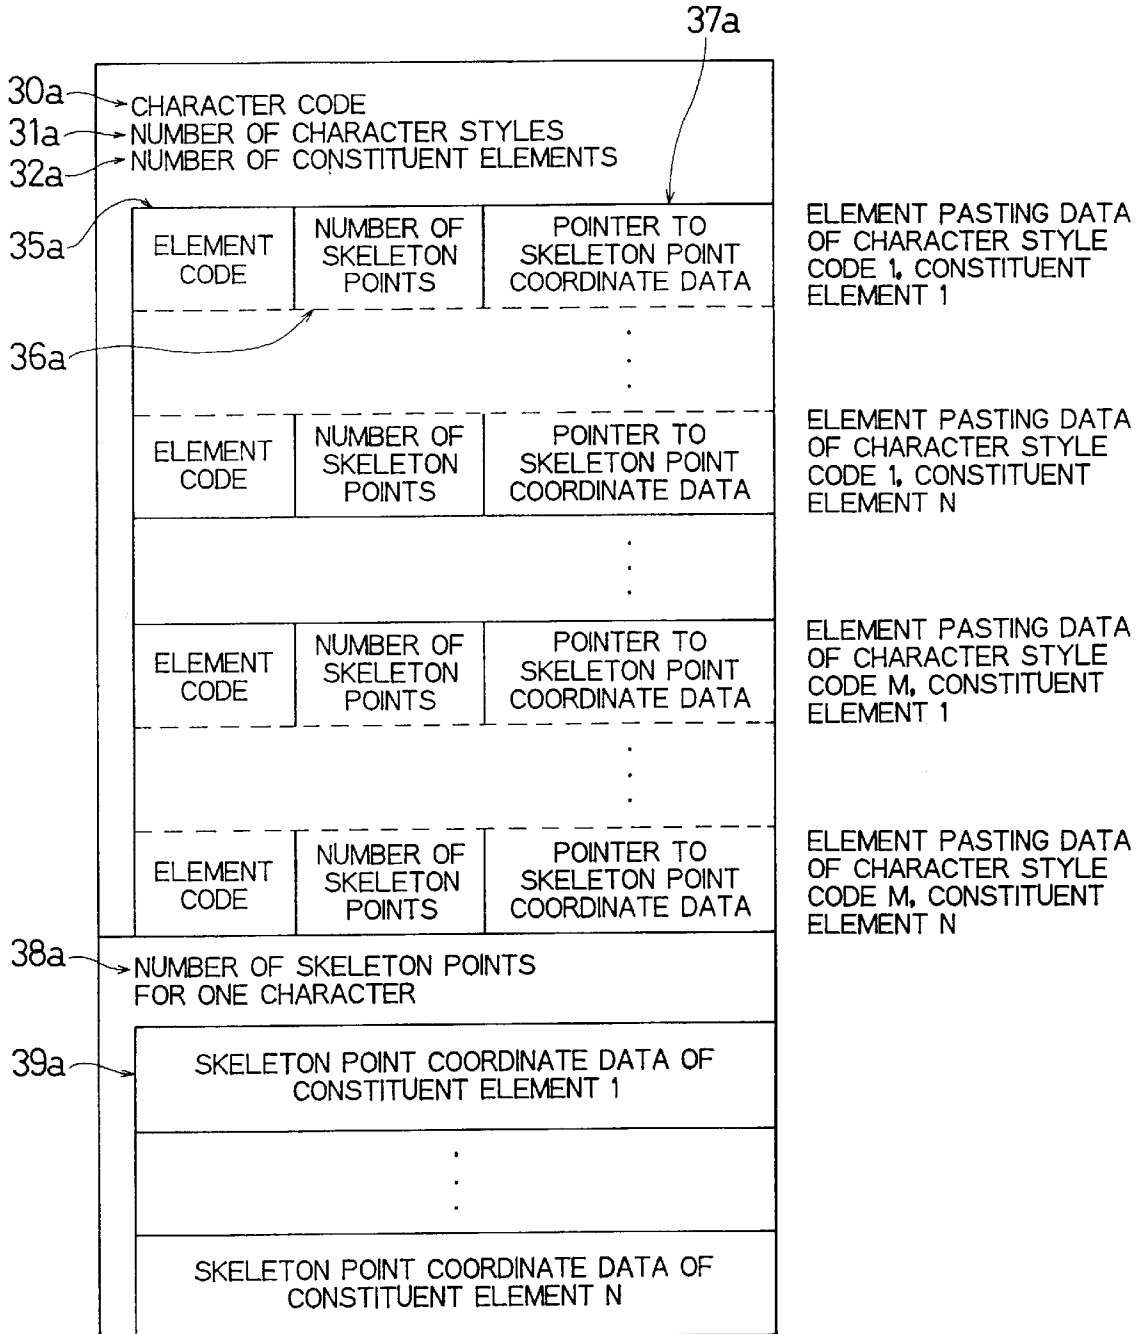 37a
30a
CHARACTER CODE
31a
NUMBER OF CHARACTER STYLES
32a
NUMBER OF CONSTITUENT ELEMENTS
35a
ELEMENT
CODE
NUMBER OF
SKELETON
POINTS
POINTER TO
SKELETON POINT
COORDINATE DATA
ELEMENT PASTING DATA
OF CHARACTER STYLE
CODE 1, CONSTITUENT
ELEMENT 1
36a
.
.
.
ELEMENT
CODE
NUMBER OF
SKELETON
POINTS
POINTER TO
SKELETON POINT
COORDINATE DATA
ELEMENT PASTING DATA
OF CHARACTER STYLE
CODE 1, CONSTITUENT
ELEMENT N
.
.
.
ELEMENT
CODE
NUMBER OF
SKELETON
POINTS
POINTER TO
SKELETON POINT
COORDINATE DATA
ELEMENT PASTING DATA
OF CHARACTER STYLE
CODE M, CONSTITUENT
ELEMENT 1
.
.
.
ELEMENT
CODE
NUMBER OF
SKELETON
POINTS
POINTER TO
SKELETON POINT
COORDINATE DATA
ELEMENT PASTING DATA
OF CHARACTER STYLE
CODE M, CONSTITUENT
ELEMENT N
38a
NUMBER OF SKELETON POINTS
FOR ONE CHARACTER
39a
SKELETON POINT COORDINATE DATA OF
CONSTITUENT ELEMENT 1
.
.
.
SKELETON POINT COORDINATE DATA OF
CONSTITUENT ELEMENT N